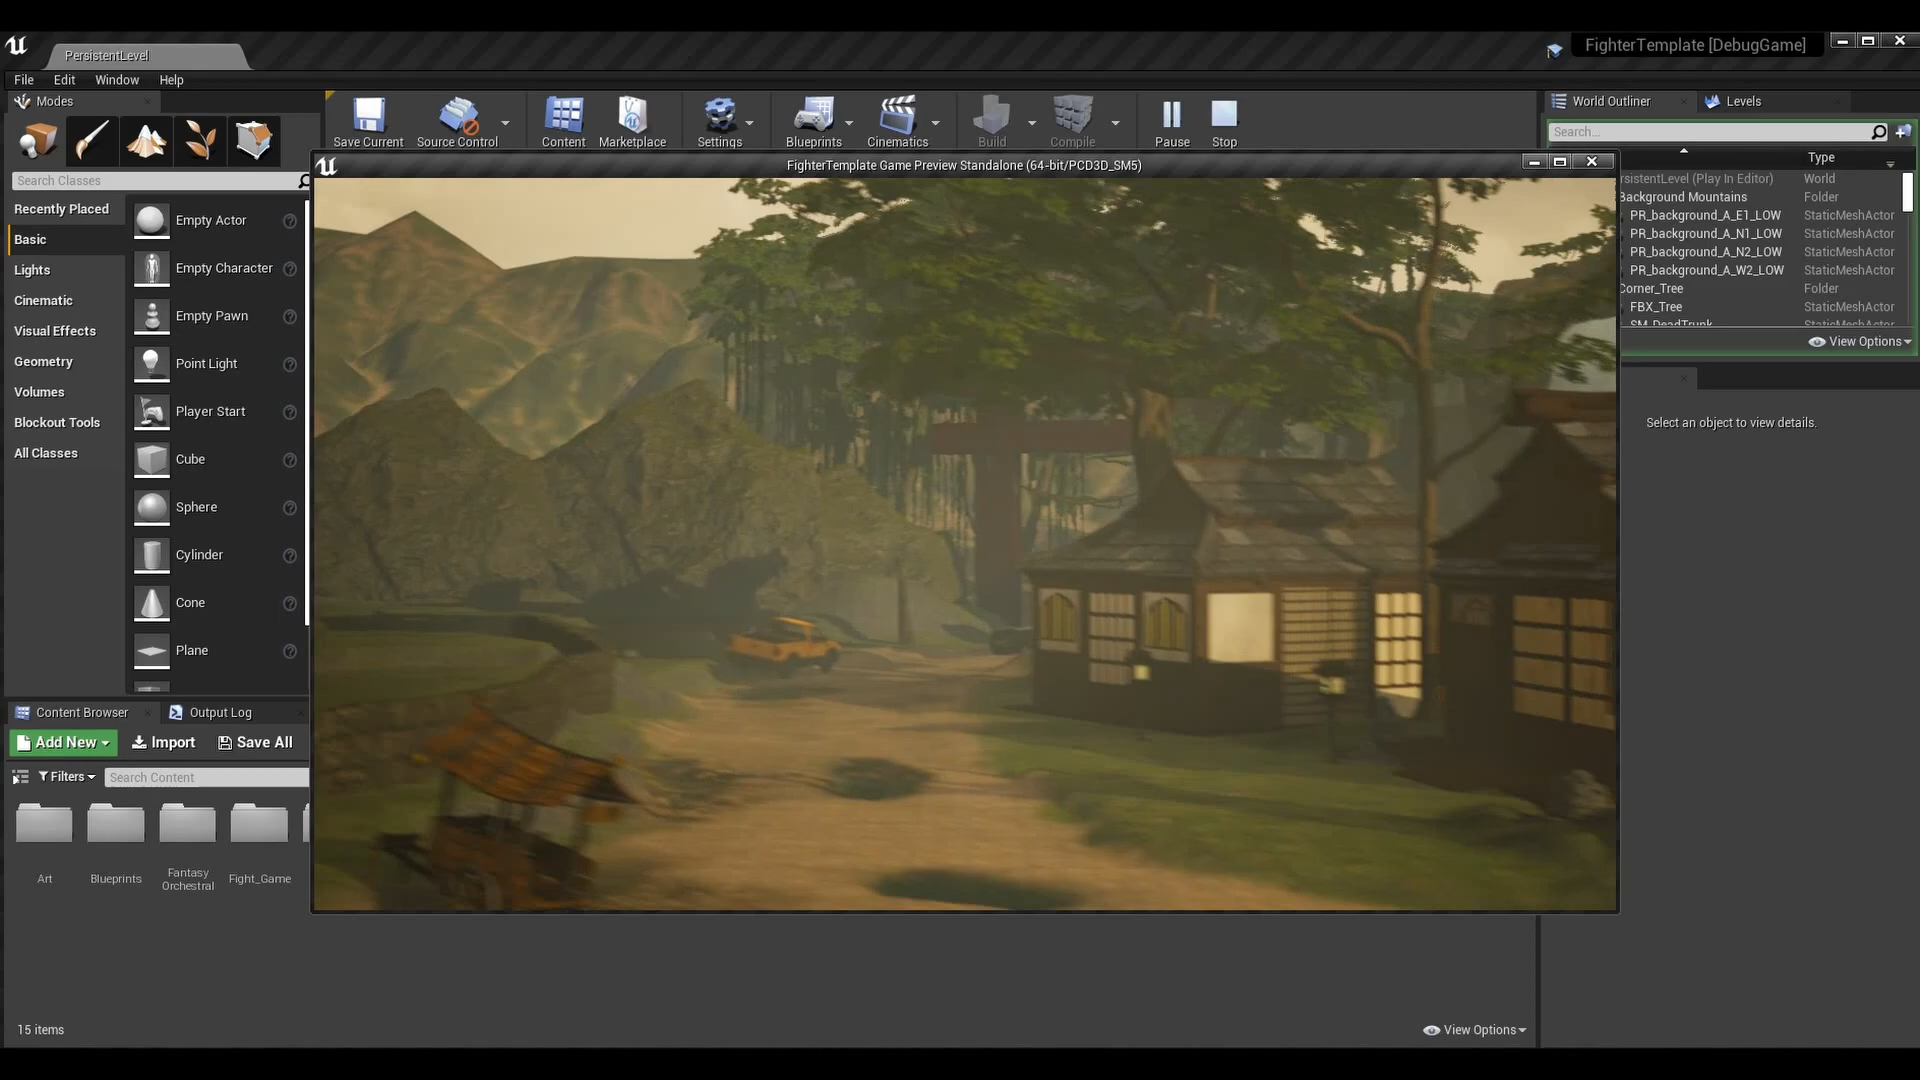 PersistentLevel
FighterTemplate [DebugGame]
File Edit Window Help
Modes
Save Current
Source Control
Content
Marketplace
Settings
Blueprints
Cinematics
Build
Compile
Pause
Stop
World Outliner
Levels
Search...
Type
Search Classes
Recently Placed
Basic
Lights
Cinematic
Visual Effects
Geometry
Volumes
Blockout Tools
All Classes
Empty Actor
Empty Character
Empty Pawn
Point Light
Player Start
Cube
Sphere
Cylinder
Cone
Plane
FighterTemplate Game Preview Standalone (64-bit/PCD3D_SM5)
rsistentLevel (Play In Editor) World
Background Mountains Folder
PR_background_A_E1_LOW StaticMeshActor
PR_background_A_N1_LOW StaticMeshActor
PR_background_A_N2_LOW StaticMeshActor
PR_background_A_W2_LOW StaticMeshActor
Corner_Tree Folder
FBX_Tree StaticMeshActor
SM_DeadTrunk StaticMeshActor
View Options
Select an object to view details.
Content Browser
Output Log
Add New
Import
Save All
Filters
Search Content
Art
Blueprints
Fantasy
Orchestral
Fight_Game
15 items
View Options